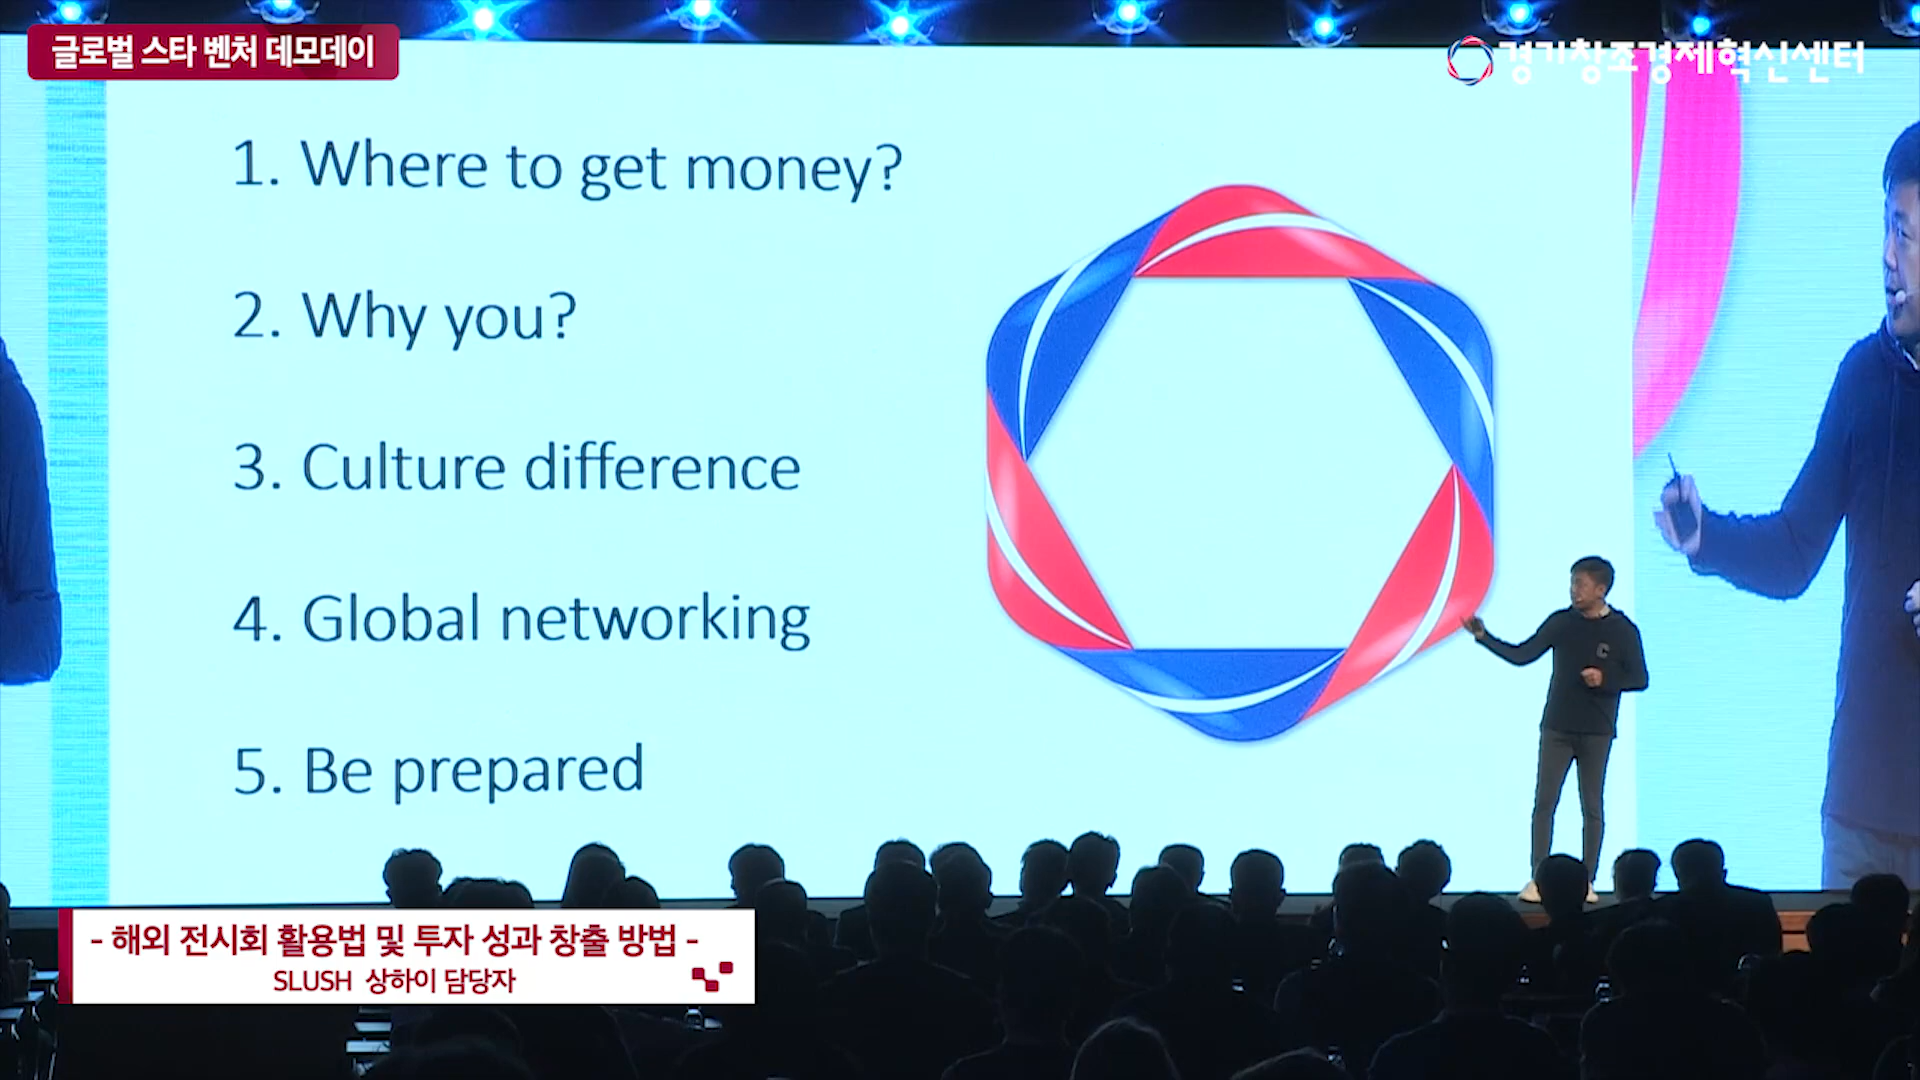 글로벌 스타 벤처 데모데이
경기창조경제혁신센터
1. Where to get money?
2. Why you?
3. Culture difference
4. Global networking
5. Be prepared
C
- 해외 전시회 활용법 및 투자 성과 창출 방법 -
SLUSH 상하이 담당자